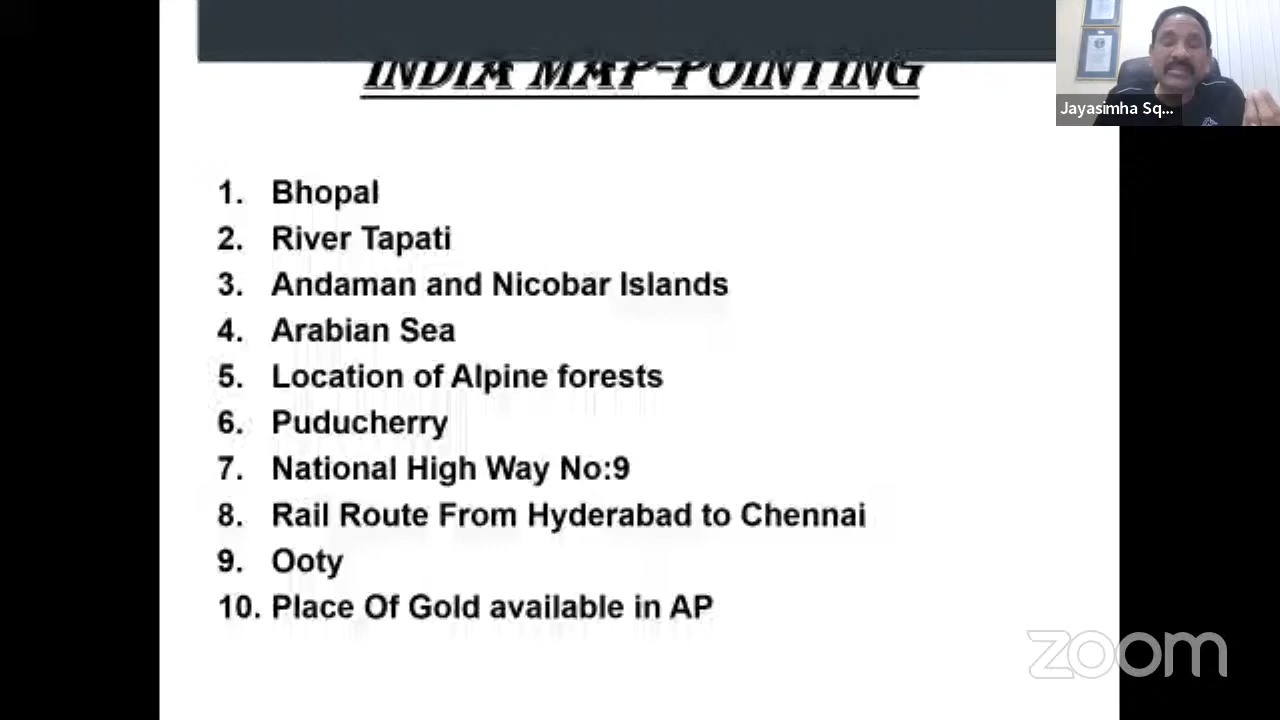 INDIA MAP-POINTING
Jayasimha Sq...
1. Bhopal
2. River Tapati
3. Andaman and Nicobar Islands
4. Arabian Sea
5. Location of Alpine forests
6. Puducherry
7. National High Way No:9
8. Rail Route From Hyderabad to Chennai
9. Ooty
10. Place Of Gold available in AP
zoom